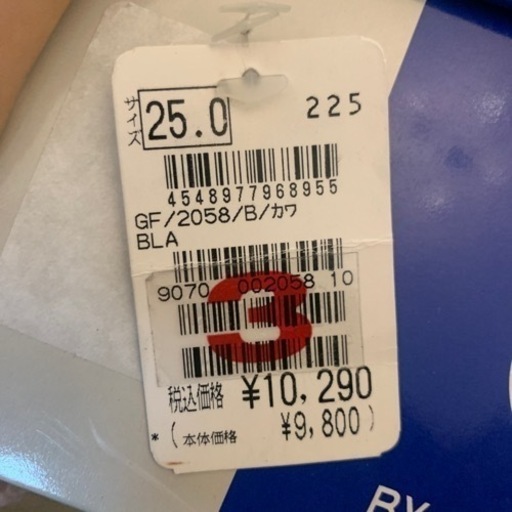 サイズ 25.0 225
4548977968955
GF/2058/B/カワ
BLA
9070 002058 10
3
税込価格 ¥10,290
*( 本体価格 ¥9,800 )
BY